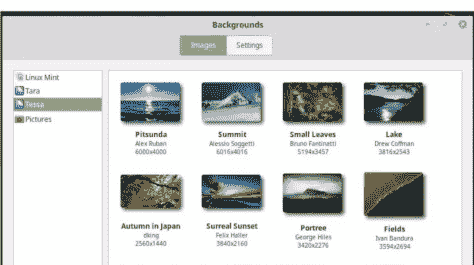 Backgrounds
Images Settings
Linux Mint
Tara
Tessa
Pictures
Pitsunda Summit Small Leaves Lake
Alex Ruban Alessio Soggetti Bruno Fantinatti Drew Coffman
6000x4000 6016x4016 5194x3457 3816x2543
Autumn in Japan Surreal Sunset Portree Fields
dking Felix Haller George Hiles Ivan Bandura
2560x1440 3840x2160 3420x2276 3594x2694